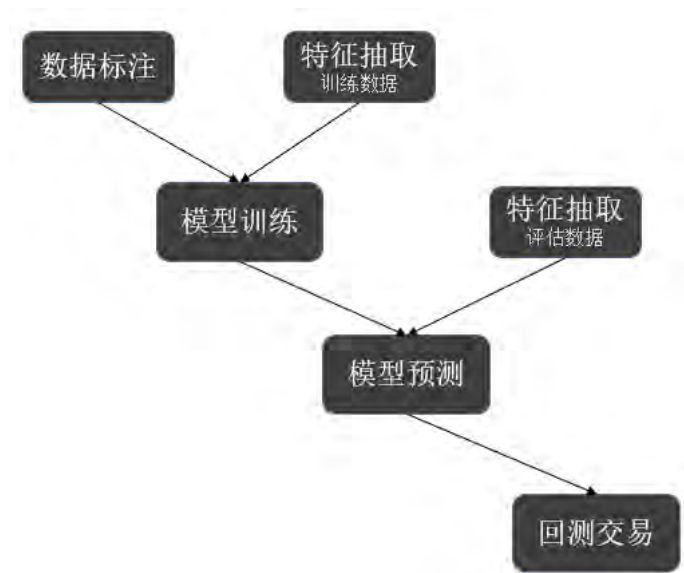 数据标注
特征抽取
训练数据
模型训练
特征抽取
评估数据
模型预测
回测交易